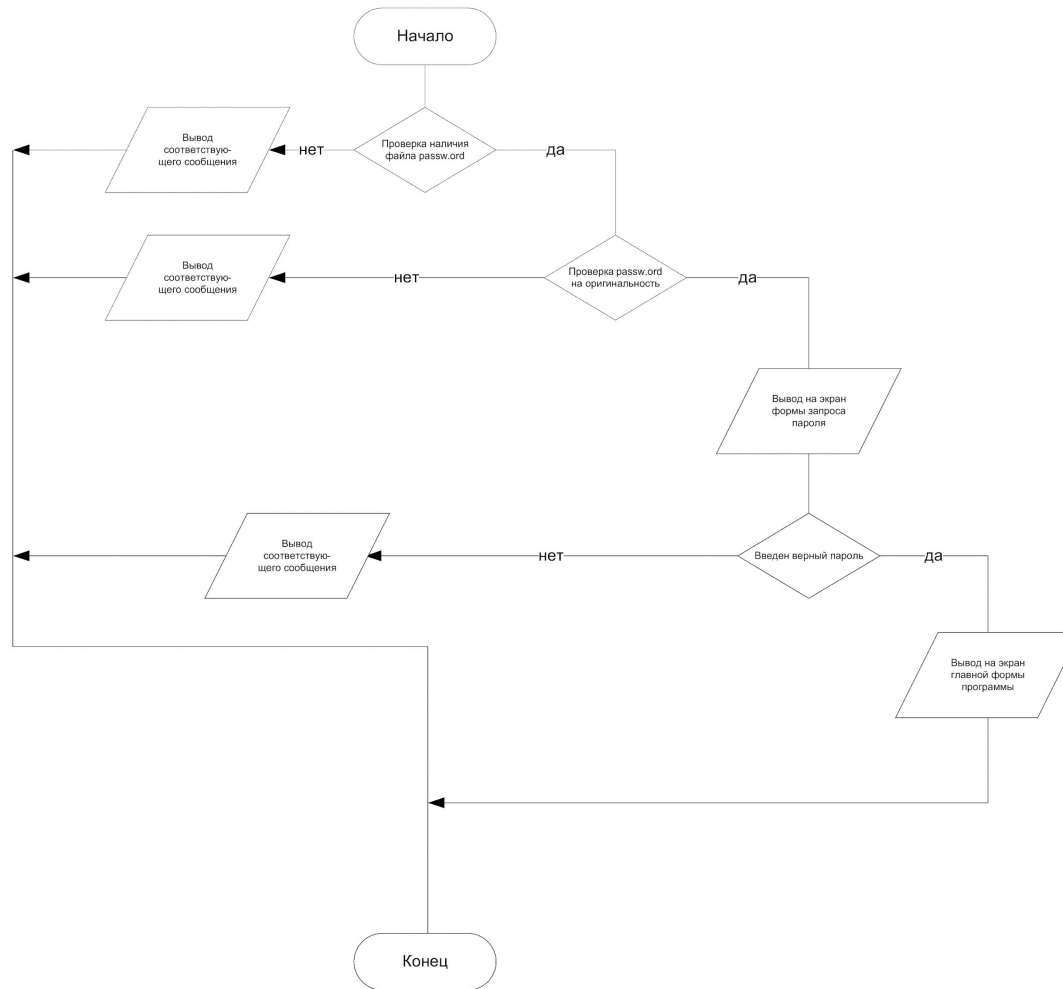 Начало
Вывод
соответствую-
щего сообщения
нет
Проверка наличия
файла passw.ord
да
Вывод
соответствую-
щего сообщения
нет
Проверка passw.ord
на оригинальность
да
Вывод на экран
формы запроса
пароля
Вывод
соответствую-
щего сообщения
нет
Введен верный пароль
да
Вывод на экран
главной формы
программы
Конец